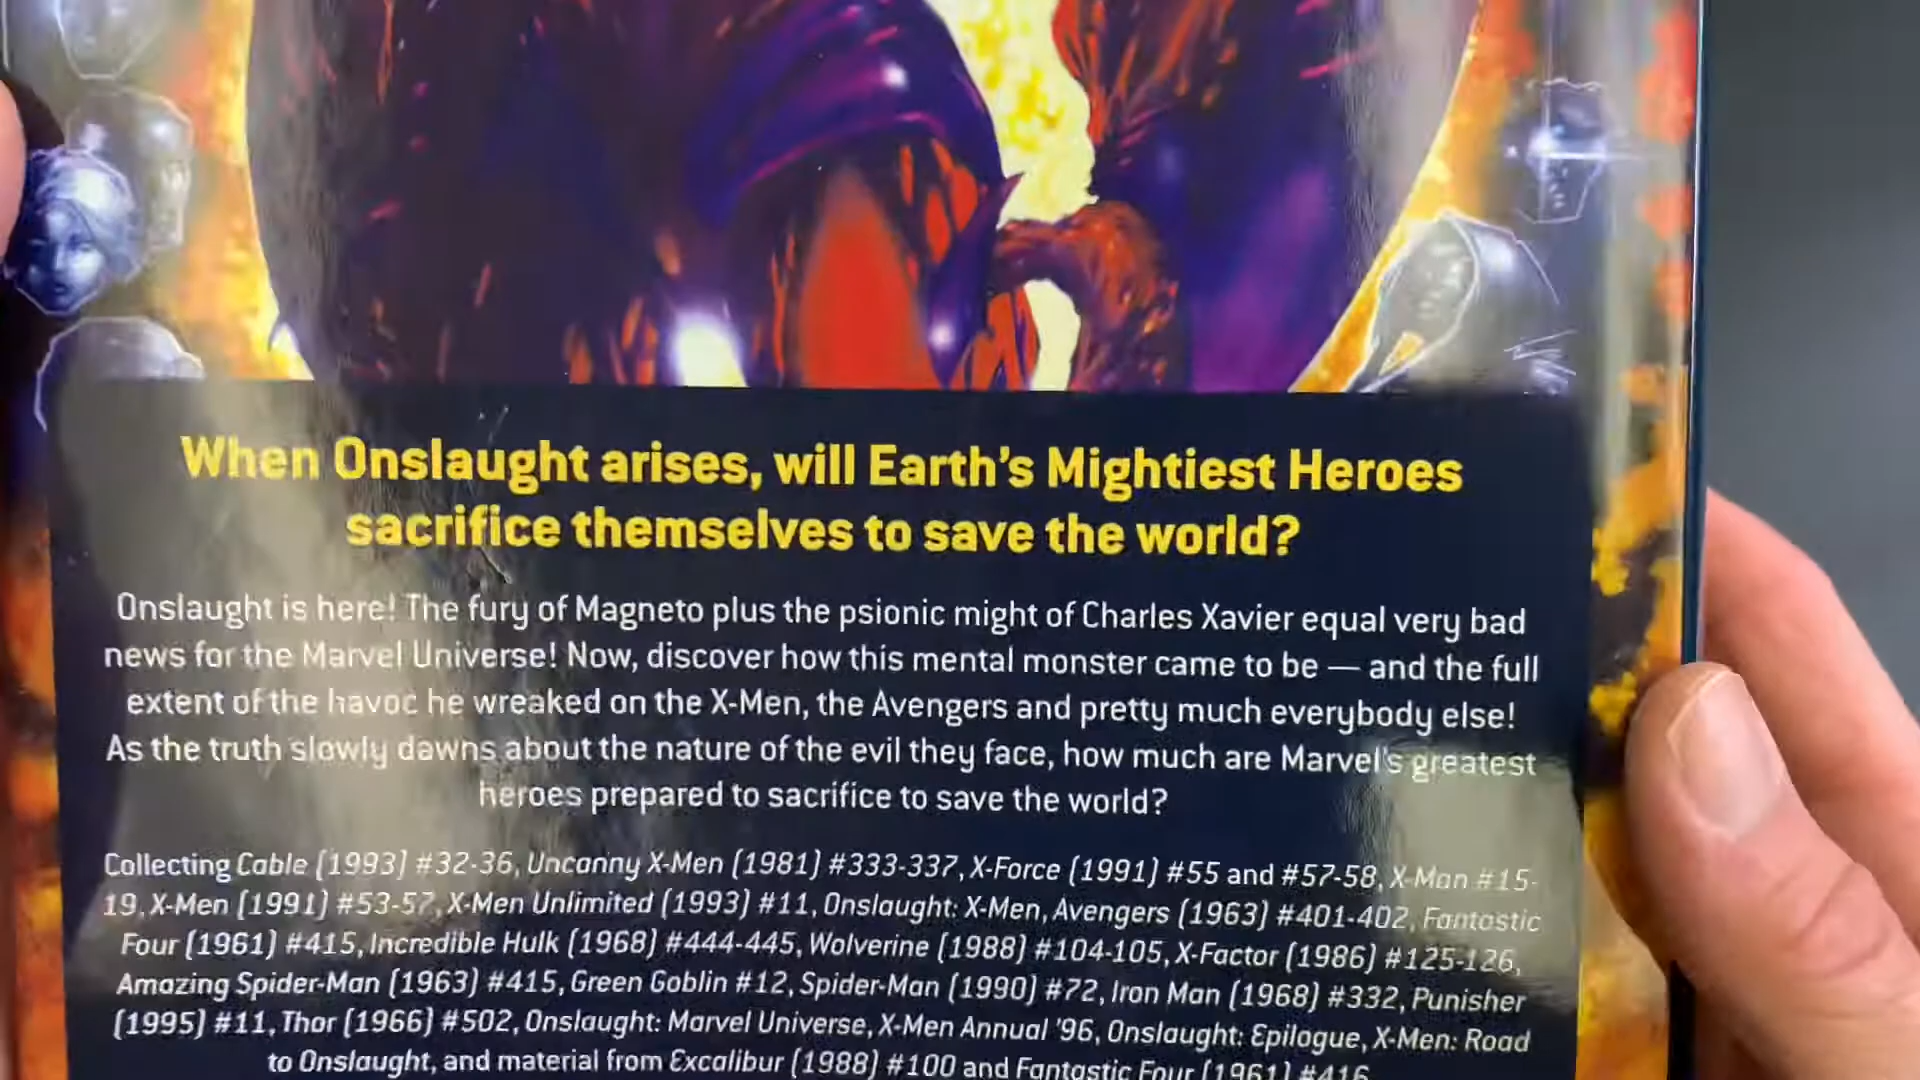 When Onslaught arises, will Earth's Mightiest Heroes
sacrifice themselves to save the world?
Onslaught is here! The fury of Magneto plus the psionic might of Charles Xavier equal very bad
news for the Marvel Universe! Now, discover how this mental monster came to be — and the full
extent of the havoc he wreaked on the X-Men, the Avengers and pretty much everybody else!
As the truth slowly dawns about the nature of the evil they face, how much are Marvel's greatest
heroes prepared to sacrifice to save the world?
Collecting Cable (1993) #32-36, Uncanny X-Men (1981) #333-337, X-Force (1991) #55 and #57-58, X-Man #15-
19, X-Men (1991) #53-57, X-Men Unlimited (1993) #11, Onslaught: X-Men, Avengers (1963) #401-402, Fantastic
Four (1961) #415, Incredible Hulk (1968) #444-445, Wolverine (1988) #104-105, X-Factor (1986) #125-126,
Amazing Spider-Man (1963) #415, Green Goblin #12, Spider-Man (1990) #72, Iron Man (1968) #332, Punisher
(1995) #11, Thor (1966) #502, Onslaught: Marvel Universe, X-Men Annual '96, Onslaught: Epilogue, X-Men: Road
to Onslaught, and material from Excalibur (1988) #100 and Fantastic Four (1961) #416